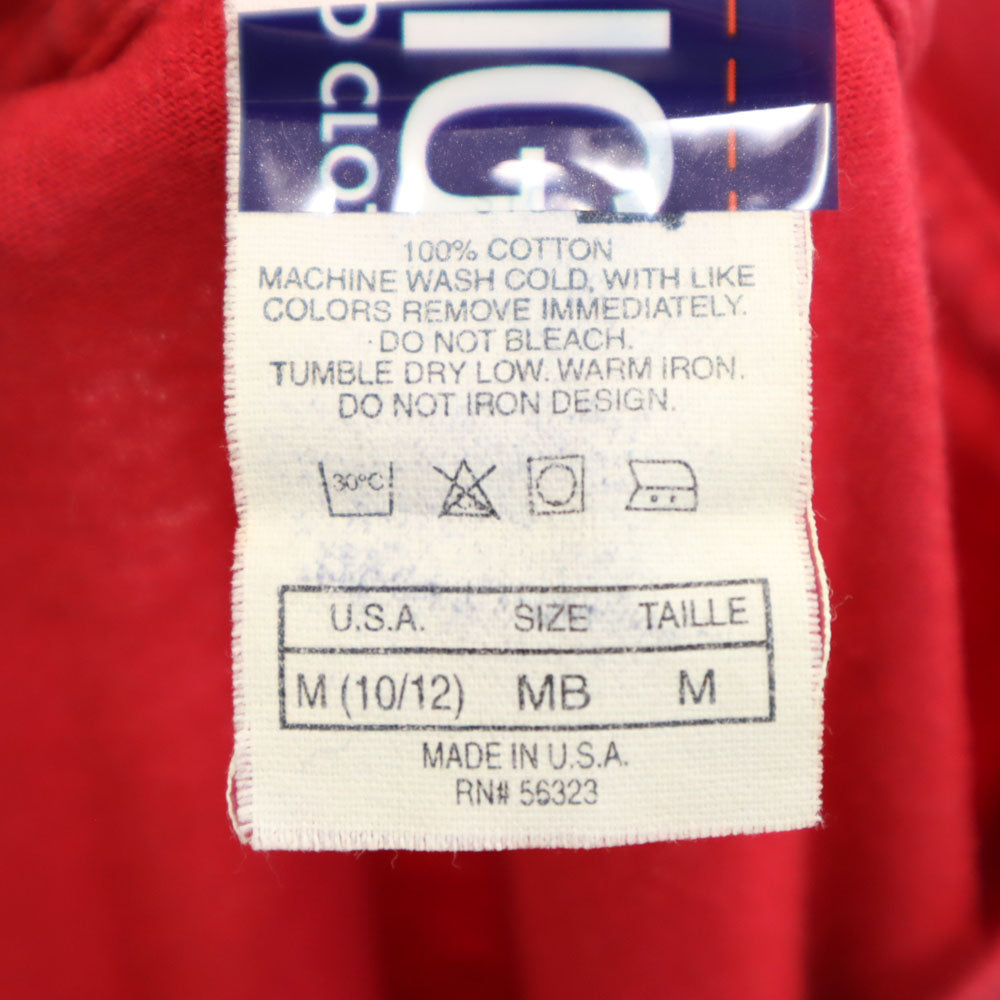 D CLO
100% COTTON
MACHINE WASH COLD, WITH LIKE
COLORS REMOVE IMMEDIATELY.
DO NOT BLEACH.
TUMBLE DRY LOW. WARM IRON.
DO NOT IRON DESIGN.
30°C
U.S.A. SIZE TAILLE
M (10/12) MB M
MADE IN U.S.A.
RN# 56323